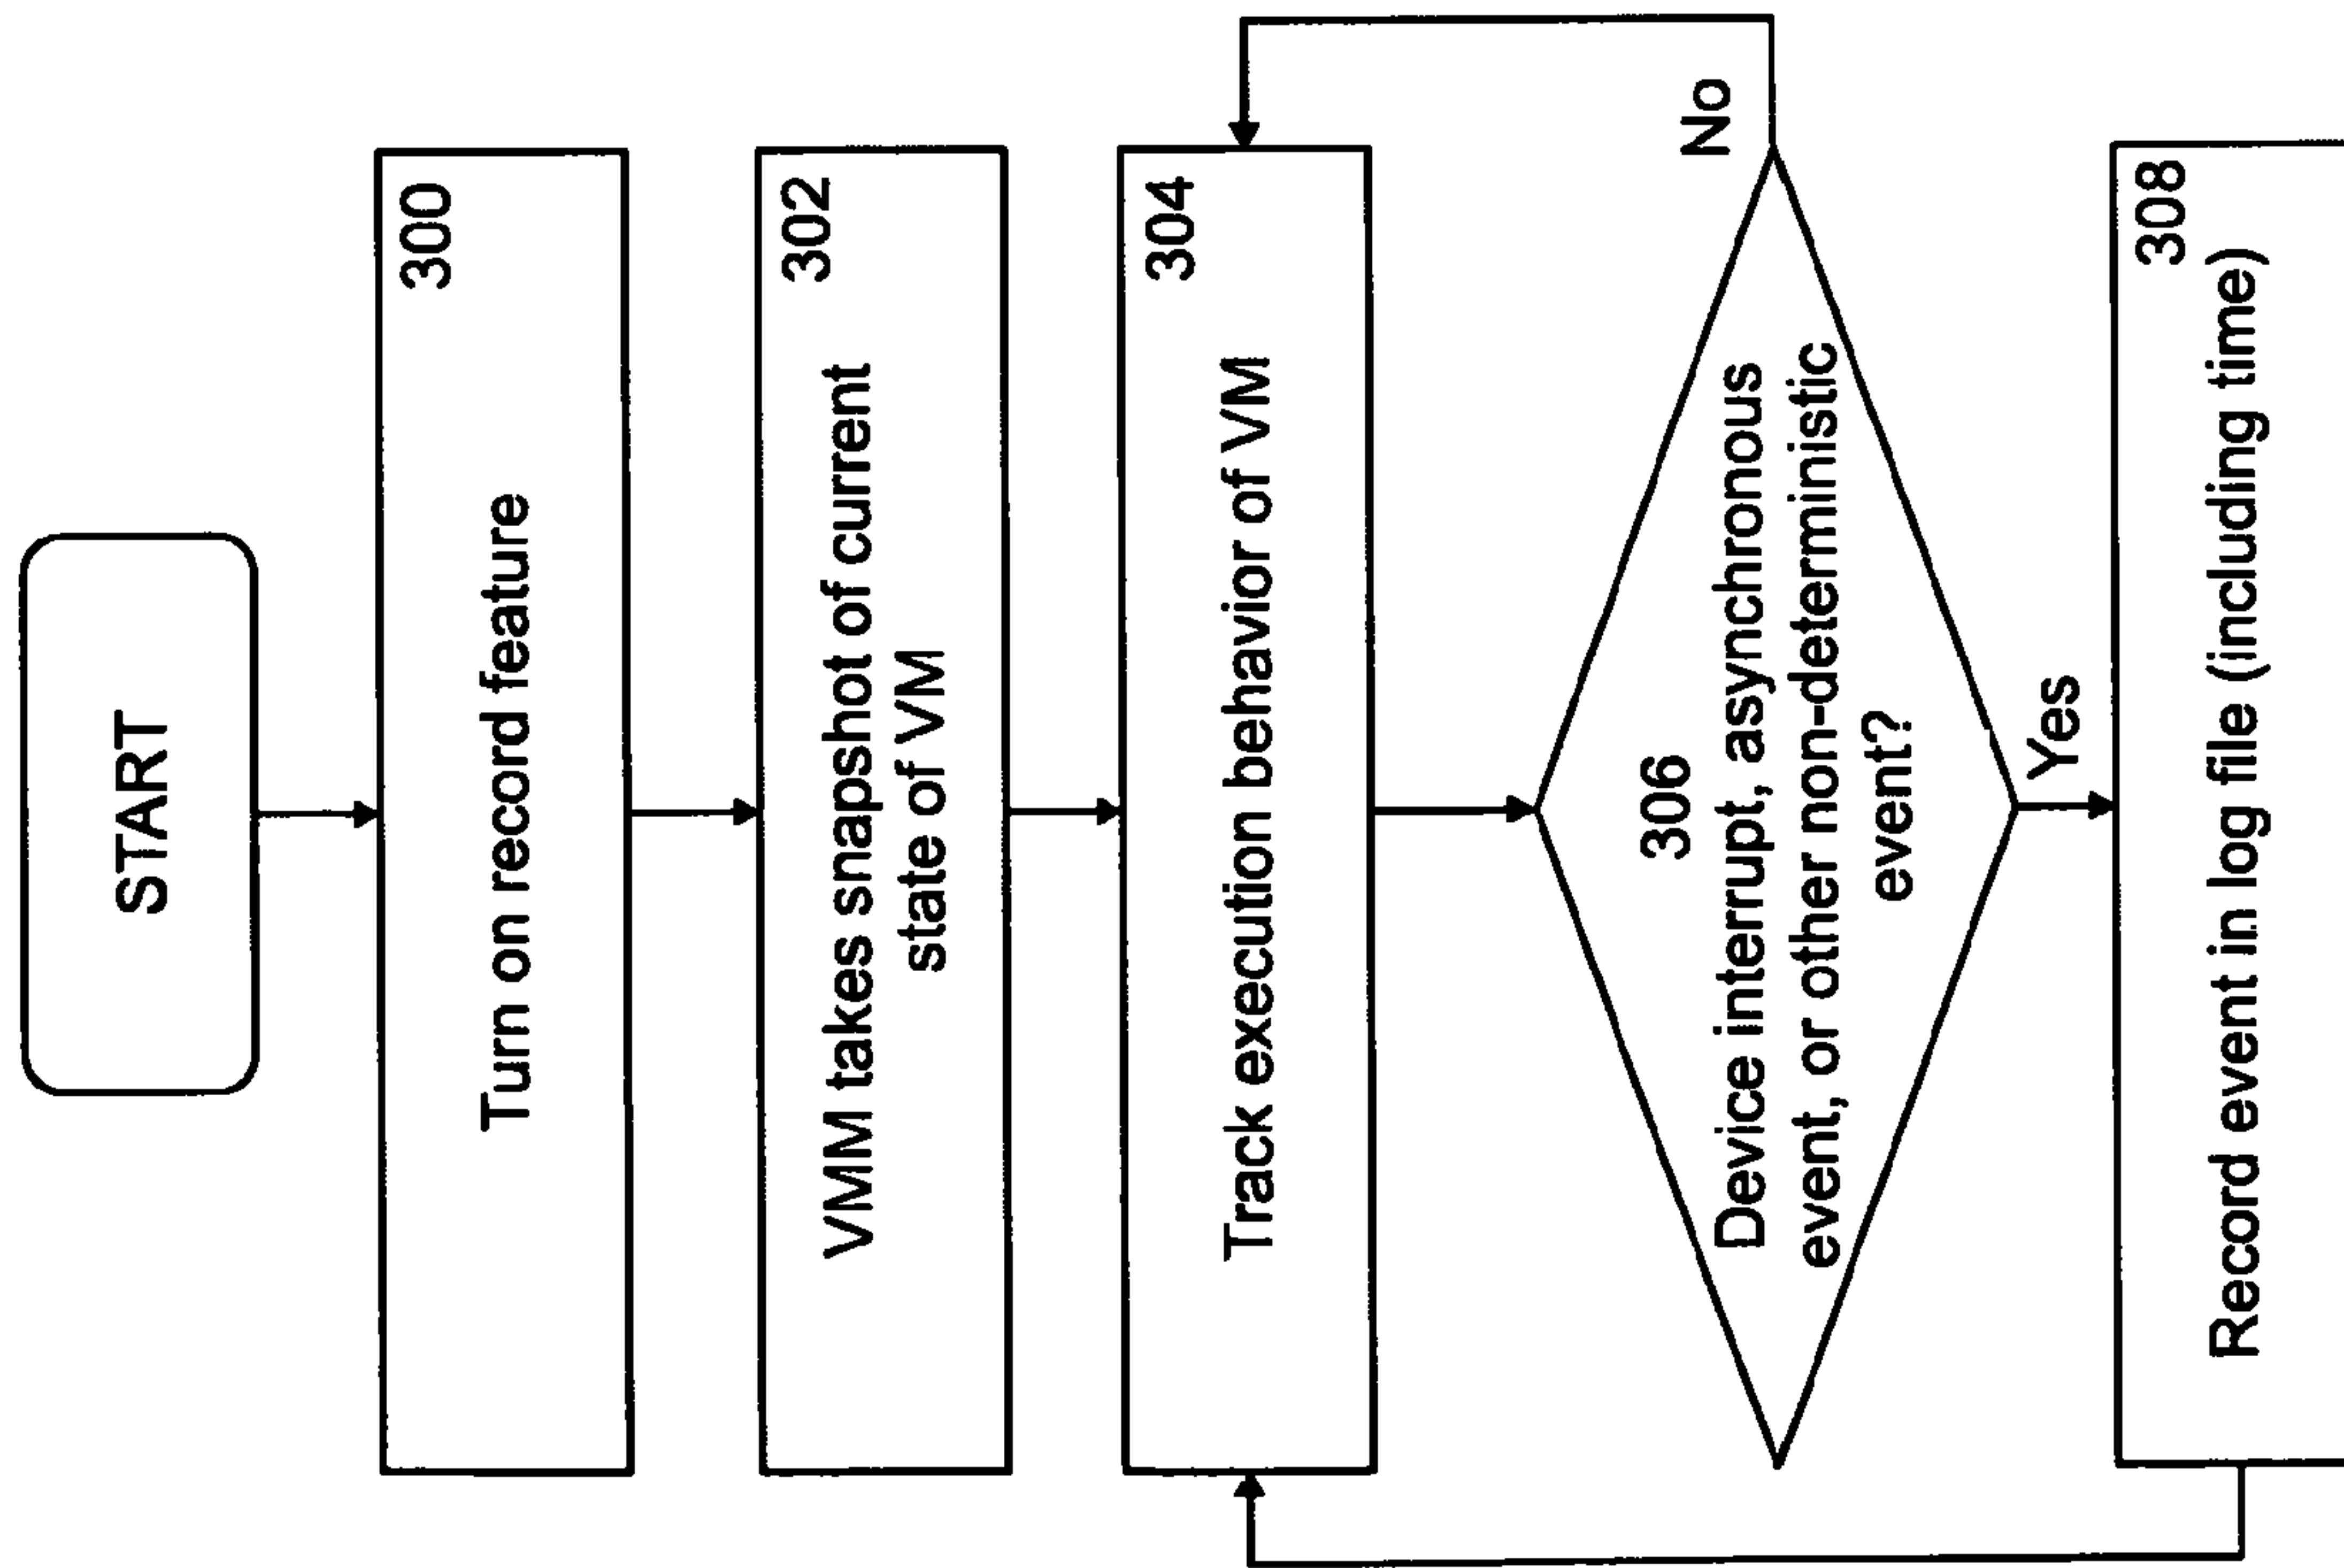 START
300
Turn on record feature
302
VMM takes snapshot of current
state of VM
304
Track execution behavior of VM
306
Device interrupt, asynchronous
event, or other non-deterministic
event?
No
Yes
308
Record event in log file (including time)